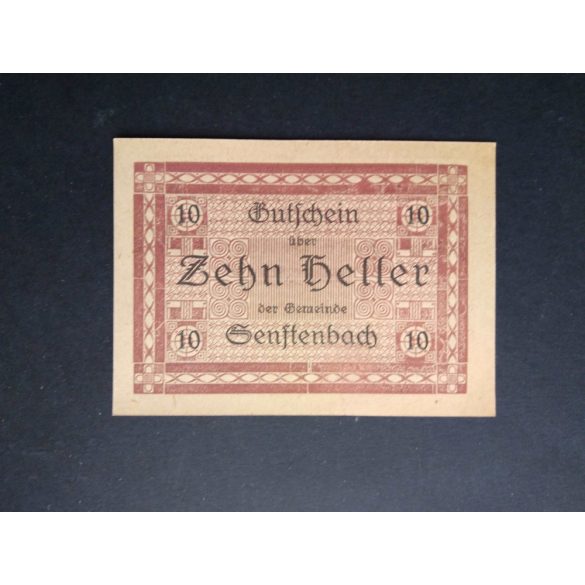 10 Gutschein 10
über
Zehn Heller
der Gemeinde
10 Senftenbach 10